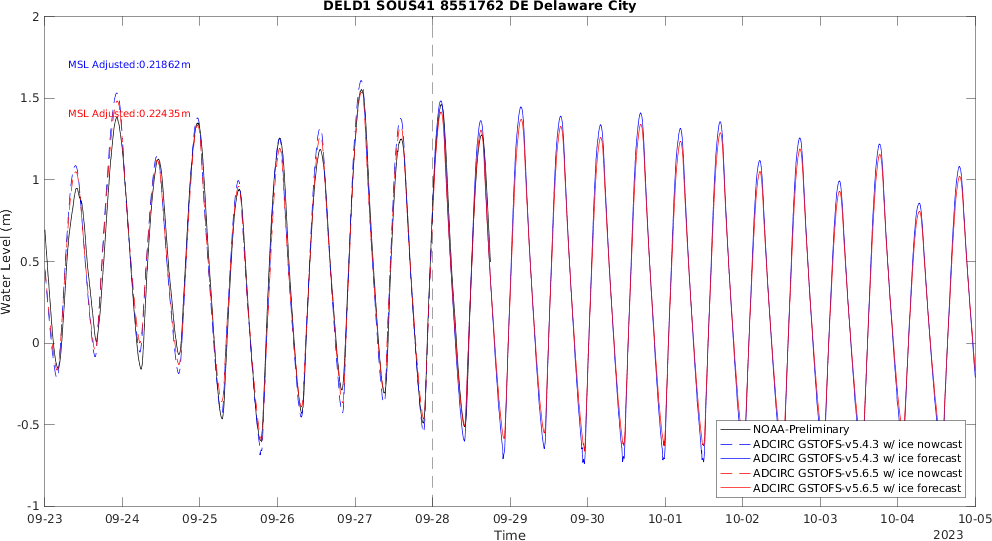 DELD1 SOUS41 8551762 DE Delaware City
2
MSL Adjusted:0.21862m
1.5
MSL Adjusted:0.22435m
1
Water Level (m)
0.5
0
-0.5
NOAA-Preliminary
ADCIRC GSTOFS-v5.4.3 w/ ice nowcast
ADCIRC GSTOFS-v5.4.3 w/ ice forecast
ADCIRC GSTOFS-v5.6.5 w/ ice nowcast
ADCIRC GSTOFS-v5.6.5 w/ ice forecast
-1
09-23 09-24 09-25 09-26 09-27 09-28 09-29 09-30 10-01 10-02 10-03 10-04 10-05
Time
2023